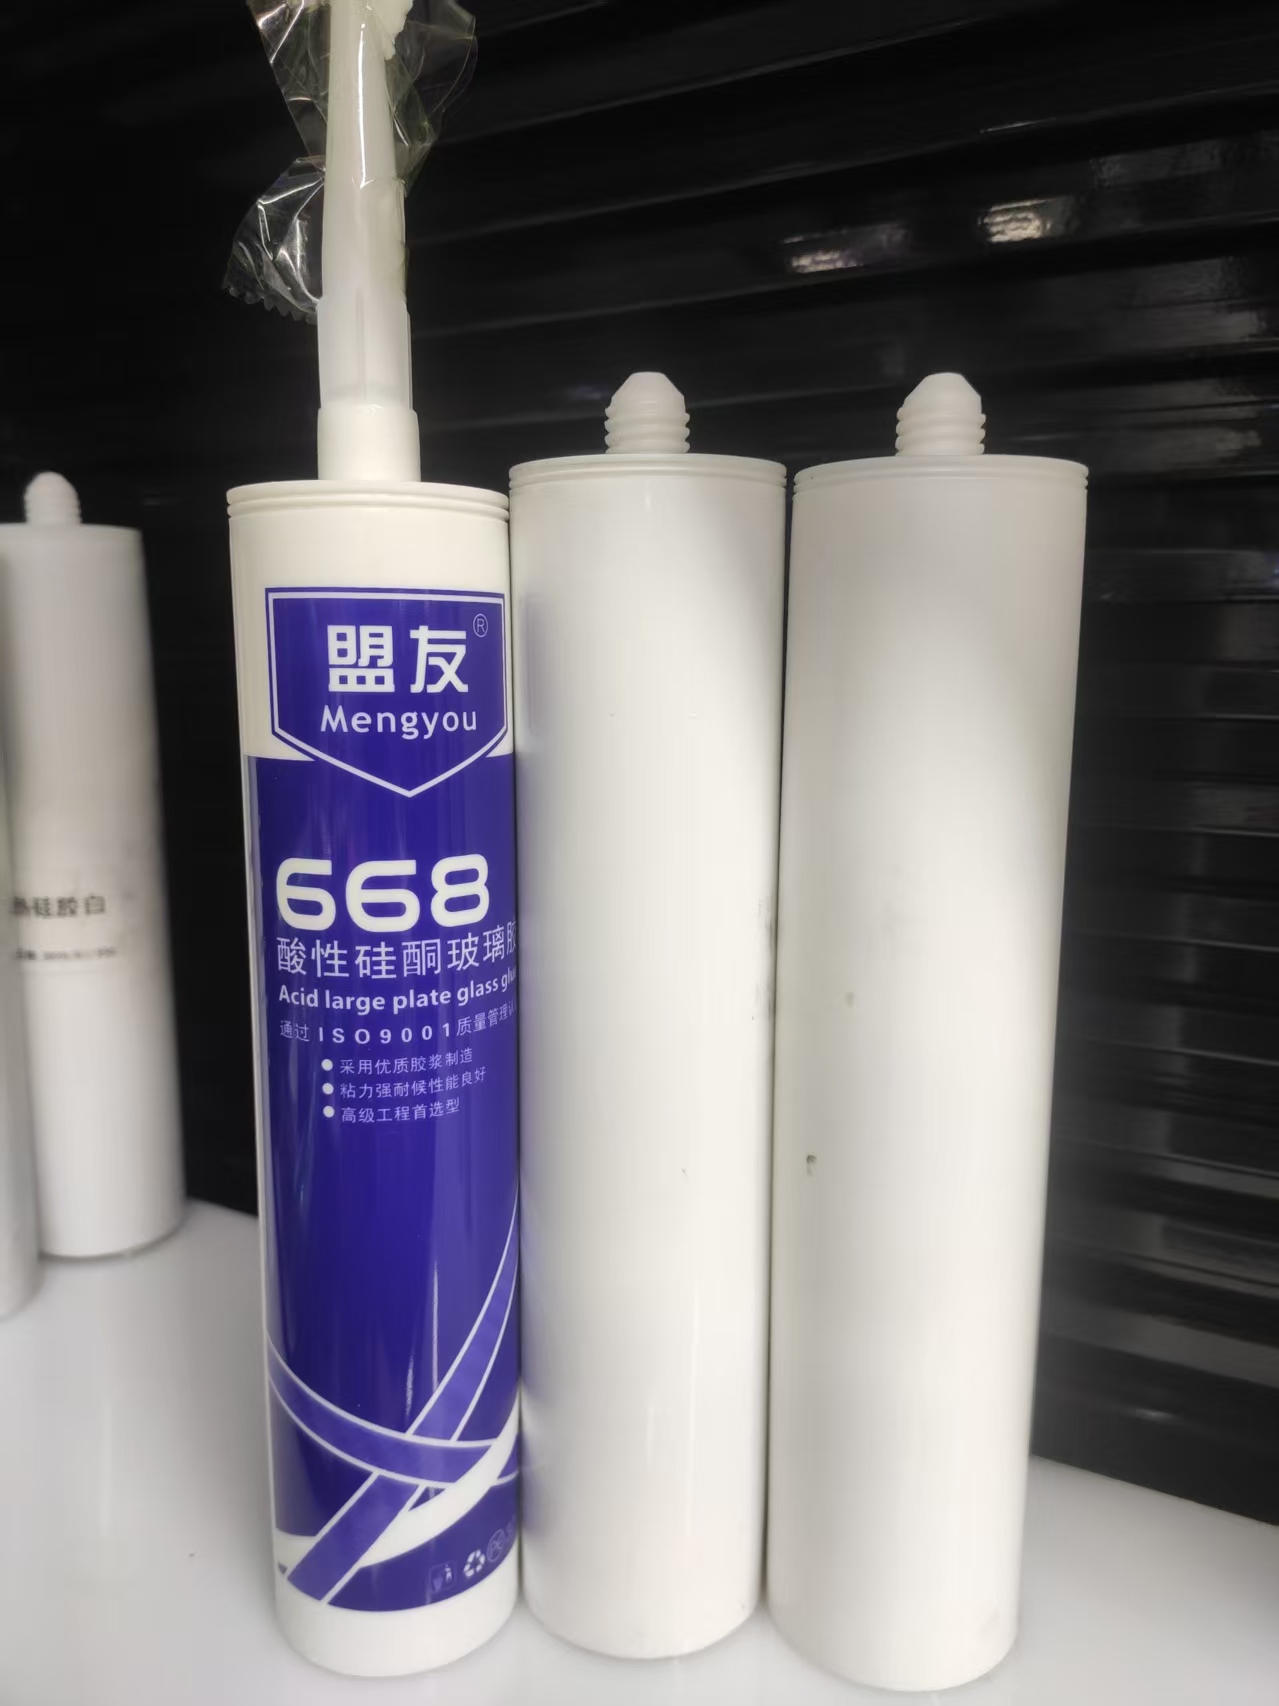 盟友®
Mengyou
668
酸性硅酮玻璃胶
Acid large plate glass glue
通过ISO9001质量管理
● 采用优质胶浆制造
● 粘力强耐候性能良好
● 高级工程首选型
硅胶白